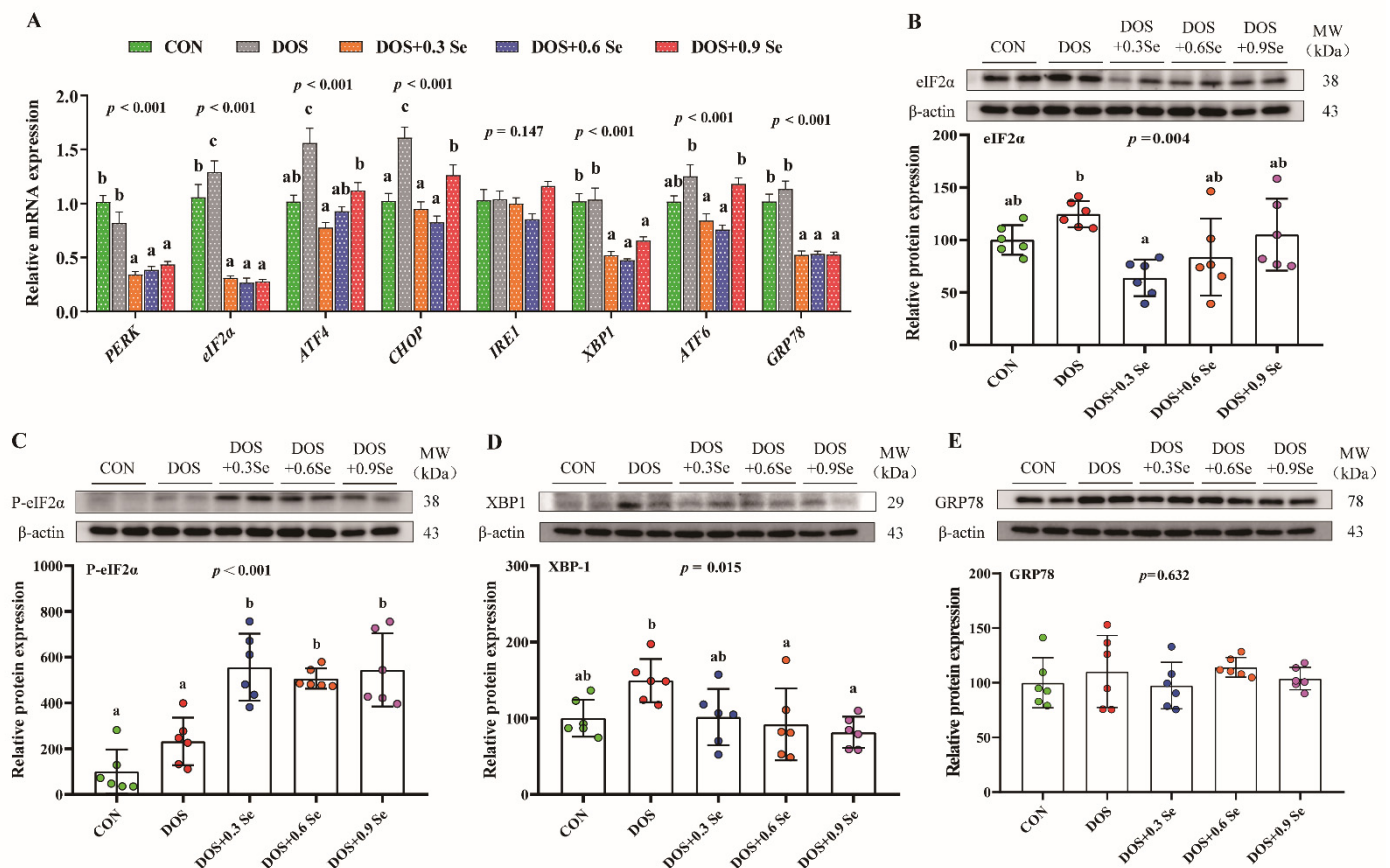 A
CON DOS DOS+0.3 Se DOS+0.6 Se DOS+0.9 Se
Relative mRNA expression
2.0
1.5
1.0
0.5
0.0
p < 0.001 p < 0.001 p < 0.001 p < 0.001 p = 0.147 p < 0.001 p < 0.001 p < 0.001
b b a a a
b c a a a
ab c a ab b
a c a a b
b b a a a
ab b a a b
b b a a a
PERK eIF2α ATF4 CHOP IRE1 XBP1 ATF6 GRP78
B
CON DOS DOS +0.3Se DOS +0.6Se DOS +0.9Se MW (kDa)
eIF2α 38
β-actin 43
eIF2α p = 0.004
Relative protein expression
150
100
50
0
ab b a ab ab
CON DOS DOS+0.3 Se DOS+0.6 Se DOS+0.9 Se
C
CON DOS DOS +0.3Se DOS +0.6Se DOS +0.9Se MW (kDa)
P-eIF2α 38
β-actin 43
P-eIF2α p < 0.001
Relative protein expression
1000
800
600
400
200
0
a a b b b
CON DOS DOS+0.3 Se DOS+0.6 Se DOS+0.9 Se
D
CON DOS DOS +0.3Se DOS +0.6Se DOS +0.9Se MW (kDa)
XBP1 29
β-actin 43
XBP-1 p = 0.015
Relative protein expression
300
200
100
0
ab b ab a a
CON DOS DOS+0.3 Se DOS+0.6 Se DOS+0.9 Se
E
CON DOS DOS +0.3Se DOS +0.6Se DOS +0.9Se MW (kDa)
GRP78 78
β-actin 43
GRP78 p=0.632
Relative protein expression
200
150
100
50
0
CON DOS DOS+0.3 Se DOS+0.6 Se DOS+0.9 Se